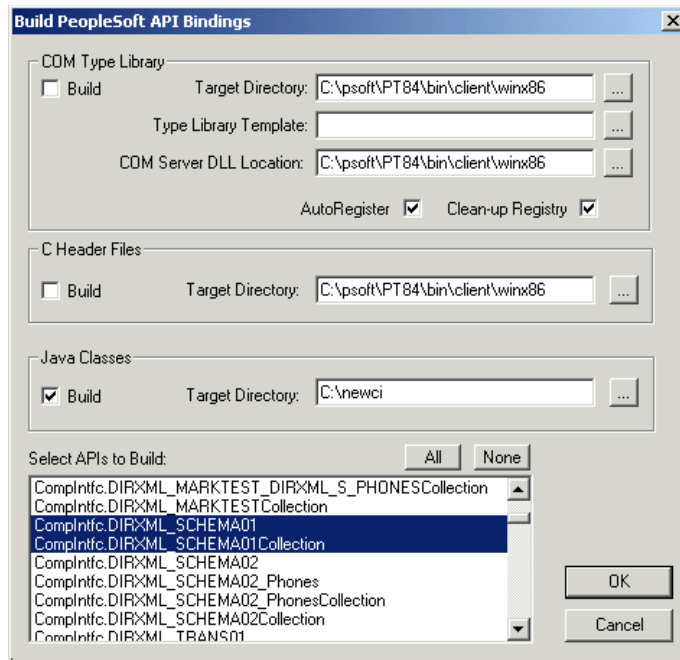 Build PeopleSoft API Bindings
COM Type Library
Build Target Directory: C:\psoft\PT84\bin\client\winx86 ...
Type Library Template: ...
COM Server DLL Location: C:\psoft\PT84\bin\client\winx86 ...
AutoRegister Clean-up Registry
C Header Files
Build Target Directory: C:\psoft\PT84\bin\client\winx86 ...
Java Classes
Build Target Directory: C:\newci ...
Select APIs to Build: All None
CompIntfc.DIRXML_MARKTEST_DIRXML_S_PHONESCollection
CompIntfc.DIRXML_MARKTESTCollection
CompIntfc.DIRXML_SCHEMA01
CompIntfc.DIRXML_SCHEMA01Collection
CompIntfc.DIRXML_SCHEMA02
CompIntfc.DIRXML_SCHEMA02_Phones
CompIntfc.DIRXML_SCHEMA02_PhonesCollection
CompIntfc.DIRXML_SCHEMA02Collection
CompIntfc.DIRXML_TRANS01
OK
Cancel